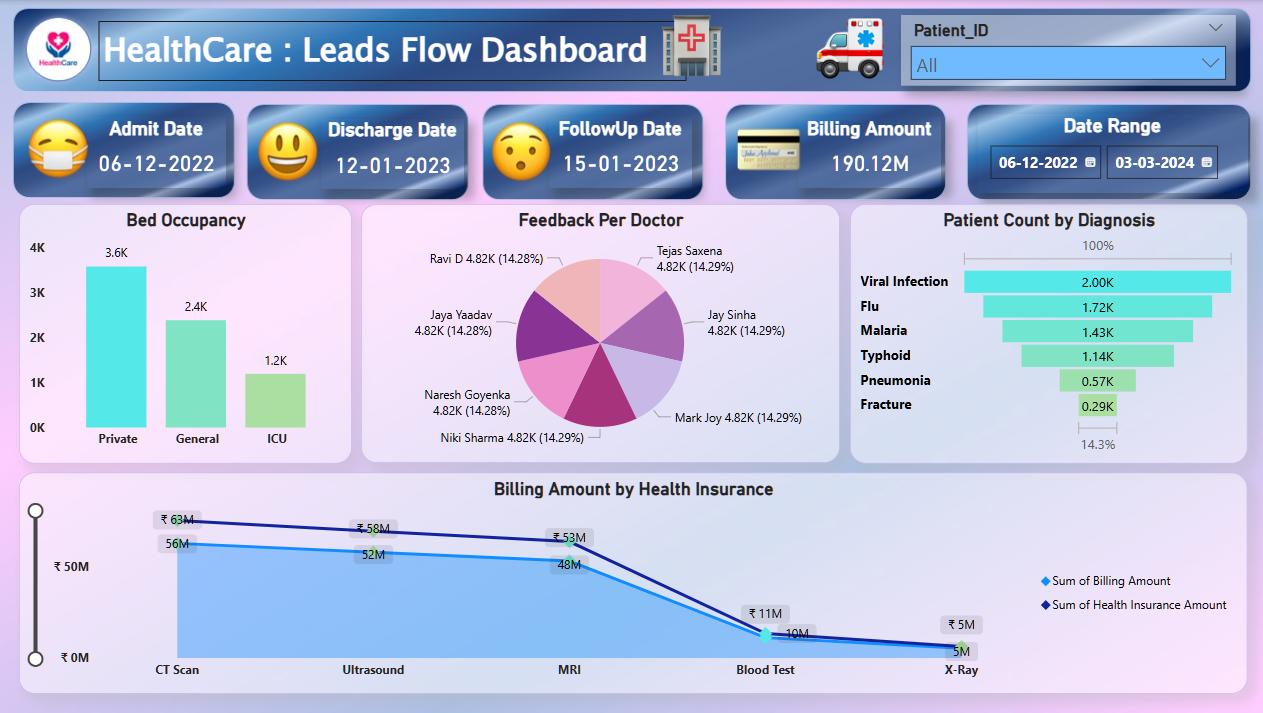 HealthCare
HealthCare : Leads Flow Dashboard
Patient_ID
All
Admit Date
06-12-2022
Discharge Date
12-01-2023
FollowUp Date
15-01-2023
Billing Amount
190.12M
Date Range
06-12-2022
03-03-2024
Bed Occupancy
4K
3K
2K
1K
0K
3.6K
2.4K
1.2K
Private
General
ICU
Feedback Per Doctor
Ravi D 4.82K (14.28%)
Tejas Saxena
4.82K (14.29%)
Jaya Yaadav
4.82K (14.28%)
Jay Sinha
4.82K (14.29%)
Naresh Goyenka
4.82K (14.28%)
Mark Joy 4.82K (14.29%)
Niki Sharma 4.82K (14.29%)
Patient Count by Diagnosis
100%
Viral Infection 2.00K
Flu 1.72K
Malaria 1.43K
Typhoid 1.14K
Pneumonia 0.57K
Fracture 0.29K
14.3%
Billing Amount by Health Insurance
₹ 50M
₹ 0M
₹ 63M
56M
₹ 58M
52M
₹ 53M
48M
₹ 11M
10M
₹ 5M
5M
CT Scan
Ultrasound
MRI
Blood Test
X-Ray
Sum of Billing Amount
Sum of Health Insurance Amount